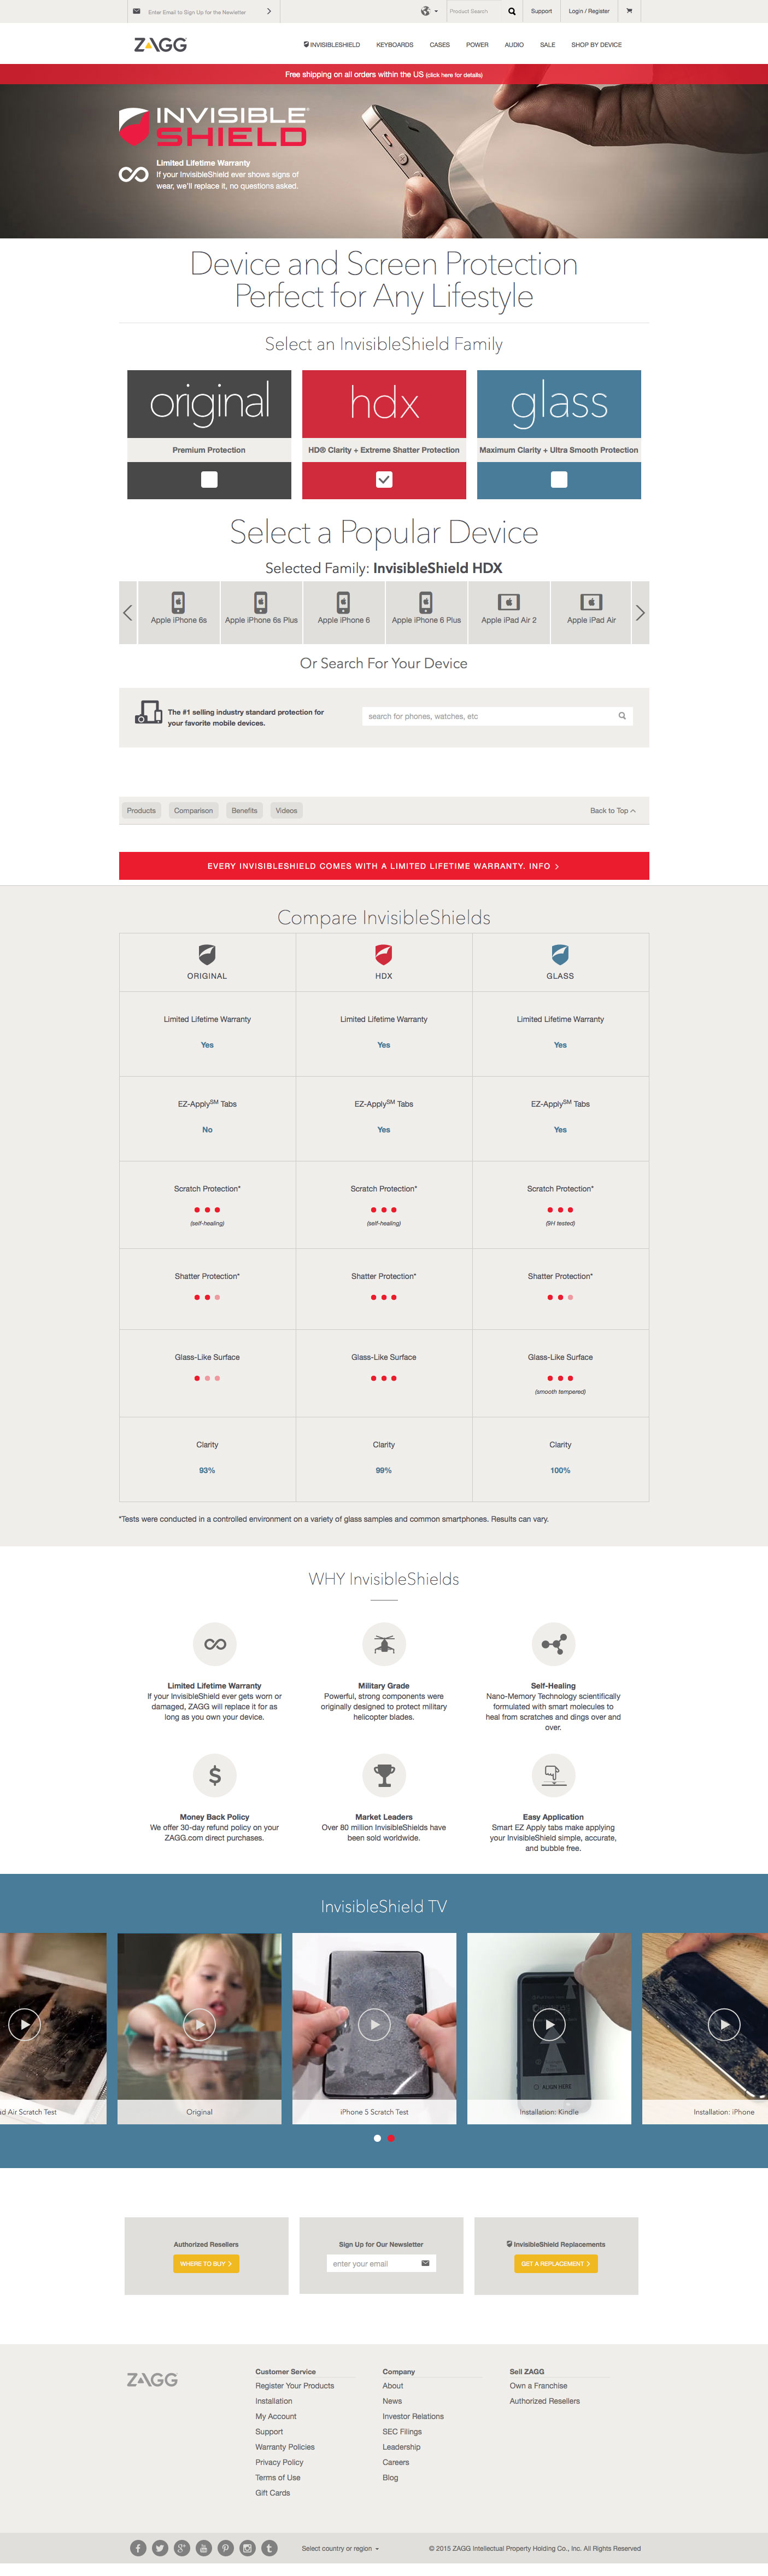 Enter Email to Sign Up for the Newsletter
Product Search
Support
Login / Register
ZAGG
INVISIBLESHIELD
KEYBOARDS
CASES
POWER
AUDIO
SALE
SHOP BY DEVICE
Free shipping on all orders within the US (click here for details)
INVISIBLE
SHIELD
Limited Lifetime Warranty
If your InvisibleShield ever shows signs of
wear, we'll replace it, no questions asked.
Device and Screen Protection
Perfect for Any Lifestyle
Select an InvisibleShield Family
original
hdx
glass
Premium Protection
HD® Clarity + Extreme Shatter Protection
Maximum Clarity + Ultra Smooth Protection
Select a Popular Device
Selected Family: InvisibleShield HDX
Apple iPhone 6s
Apple iPhone 6s Plus
Apple iPhone 6
Apple iPhone 6 Plus
Apple iPad Air 2
Apple iPad Air
Or Search For Your Device
The #1 selling industry standard protection for
your favorite mobile devices.
search for phones, watches, etc
Products
Comparison
Benefits
Videos
Back to Top
EVERY INVISIBLESHIELD COMES WITH A LIMITED LIFETIME WARRANTY. INFO >
Compare InvisibleShields
ORIGINAL
HDX
GLASS
Limited Lifetime Warranty
Limited Lifetime Warranty
Limited Lifetime Warranty
Yes
Yes
Yes
EZ-ApplySM Tabs
EZ-ApplySM Tabs
EZ-ApplySM Tabs
No
Yes
Yes
Scratch Protection*
Scratch Protection*
Scratch Protection*
(self-healing)
(self-healing)
(9H tested)
Shatter Protection*
Shatter Protection*
Shatter Protection*
Glass-Like Surface
Glass-Like Surface
Glass-Like Surface
(smooth tempered)
Clarity
Clarity
Clarity
93%
99%
100%
*Tests were conducted in a controlled environment on a variety of glass samples and common smartphones. Results can vary.
WHY InvisibleShields
Limited Lifetime Warranty
If your InvisibleShield ever gets worn or
damaged, ZAGG will replace it for as
long as you own your device.
Military Grade
Powerful, strong components were
originally designed to protect military
helicopter blades.
Self-Healing
Nano-Memory Technology scientifically
formulated with smart molecules to
heal from scratches and dings over and
over.
$
Money Back Policy
We offer 30-day refund policy on your
ZAGG.com direct purchases.
Market Leaders
Over 80 million InvisibleShields have
been sold worldwide.
Easy Application
Smart EZ Apply tabs make applying
your InvisibleShield simple, accurate,
and bubble free.
InvisibleShield TV
ALIGN HERE
ad Air Scratch Test
Original
iPhone 5 Scratch Test
Installation: Kindle
Installation: iPhone
Authorized Resellers
WHERE TO BUY >
Sign Up for Our Newsletter
enter your email
InvisibleShield Replacements
GET A REPLACEMENT >
ZAGG
Customer Service
Register Your Products
Installation
My Account
Support
Warranty Policies
Privacy Policy
Terms of Use
Gift Cards
Company
About
News
Investor Relations
SEC Filings
Leadership
Careers
Blog
Sell ZAGG
Own a Franchise
Authorized Resellers
Select country or region
© 2015 ZAGG Intellectual Property Holding Co., Inc. All Rights Reserved